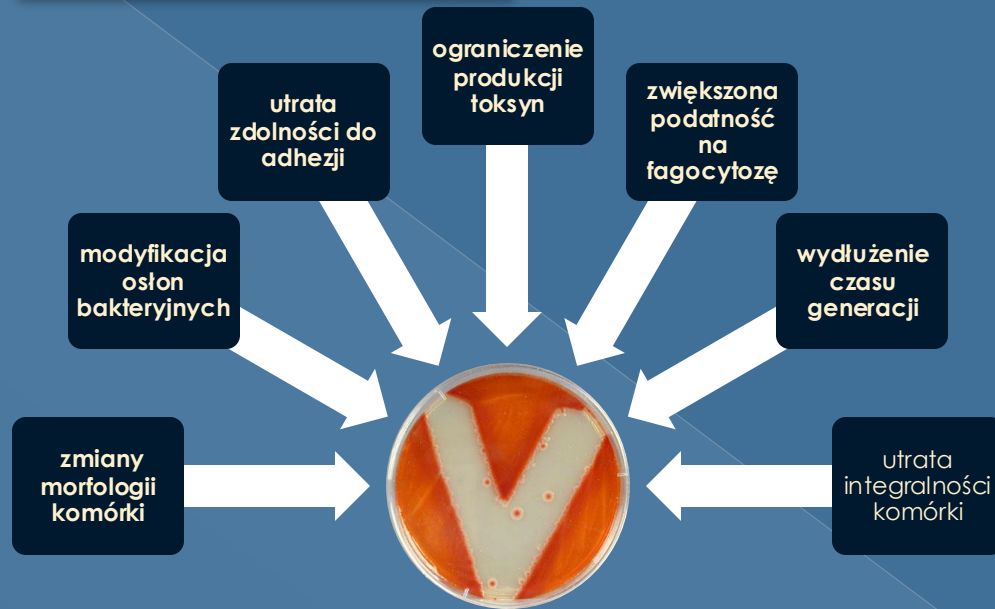 ograniczenie
produkcji
toksyn
utrata
zdolności do
adhezji
zwiększona
podatność
na
fagocytozę
modyfikacja
osłon
bakteryjnych
wydłużenie
czasu
generacji
zmiany
morfologii
komórki
utrata
integralności
komórki